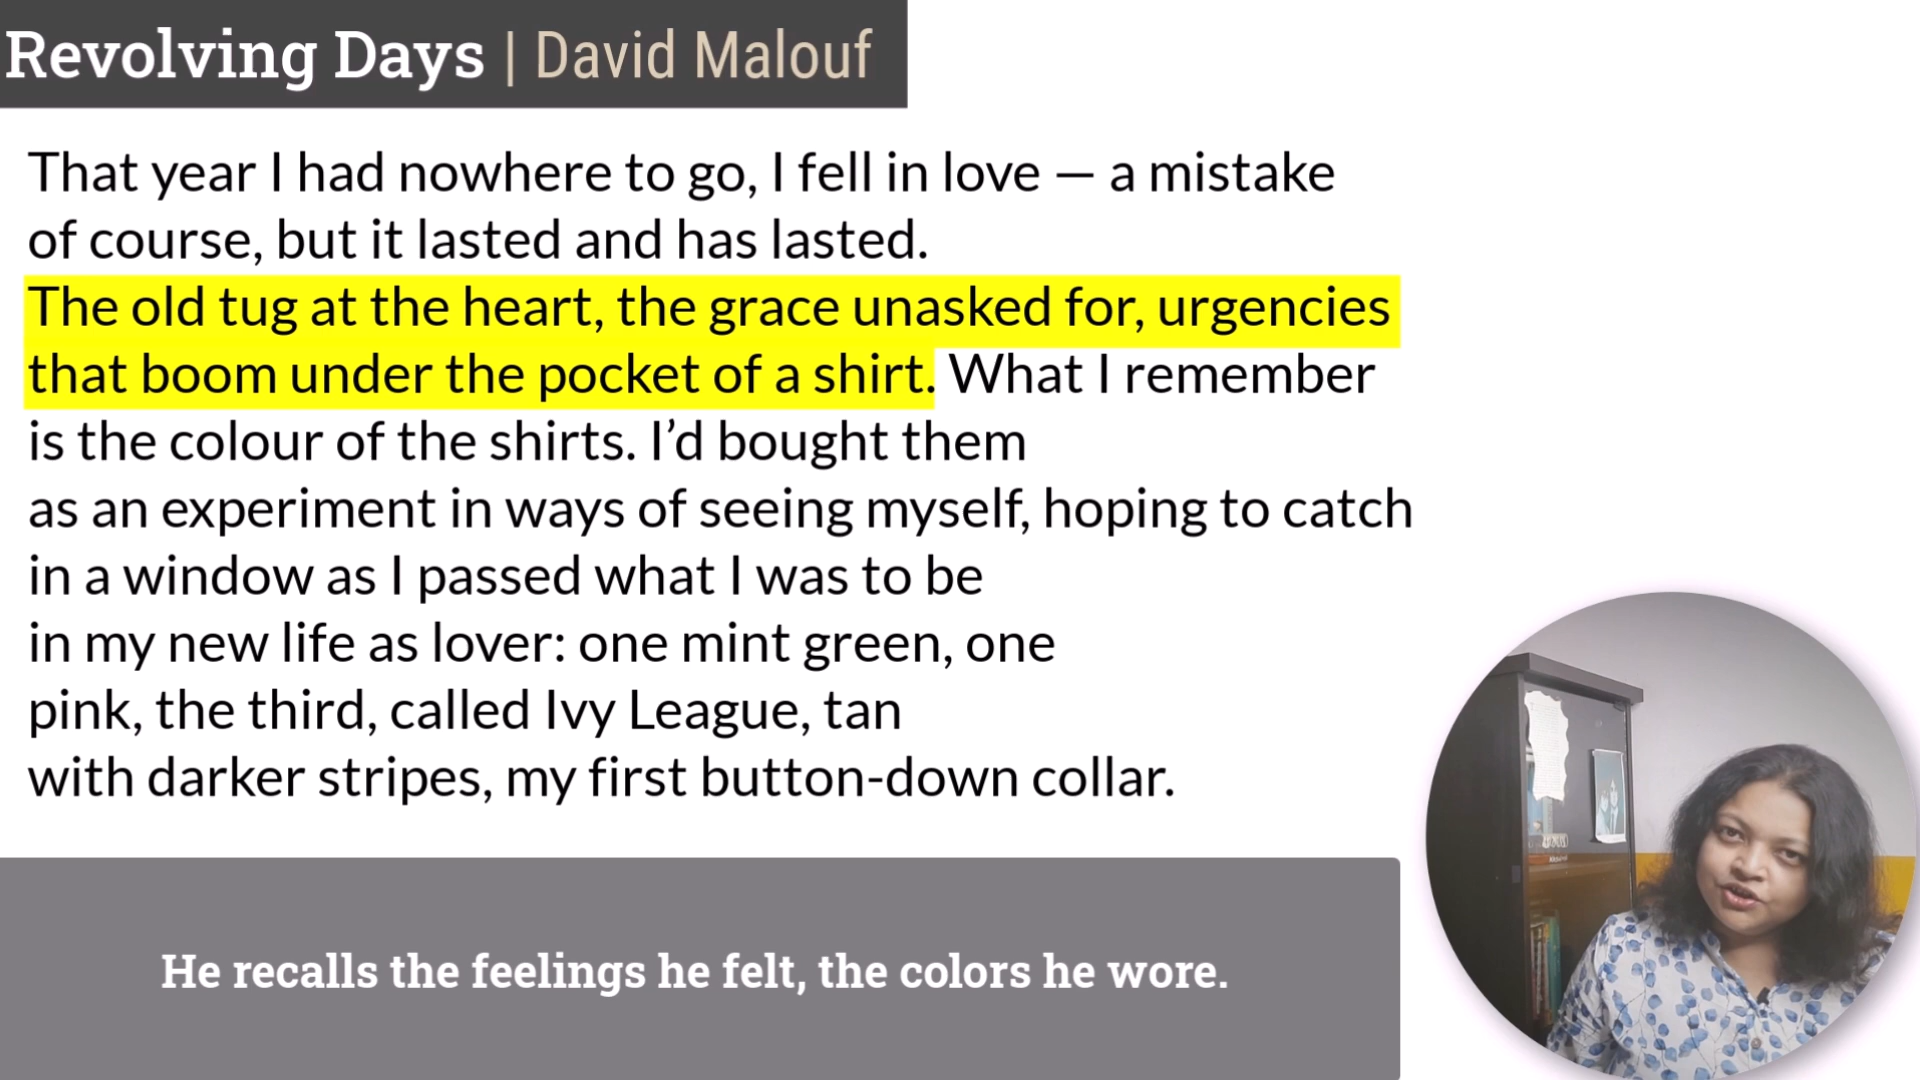 Revolving Days | David Malouf
That year I had nowhere to go, I fell in love — a mistake
of course, but it lasted and has lasted.
The old tug at the heart, the grace unasked for, urgencies
that boom under the pocket of a shirt. What I remember
is the colour of the shirts. I’d bought them
as an experiment in ways of seeing myself, hoping to catch
in a window as I passed what I was to be
in my new life as lover: one mint green, one
pink, the third, called Ivy League, tan
with darker stripes, my first button-down collar.
He recalls the feelings he felt, the colors he wore.